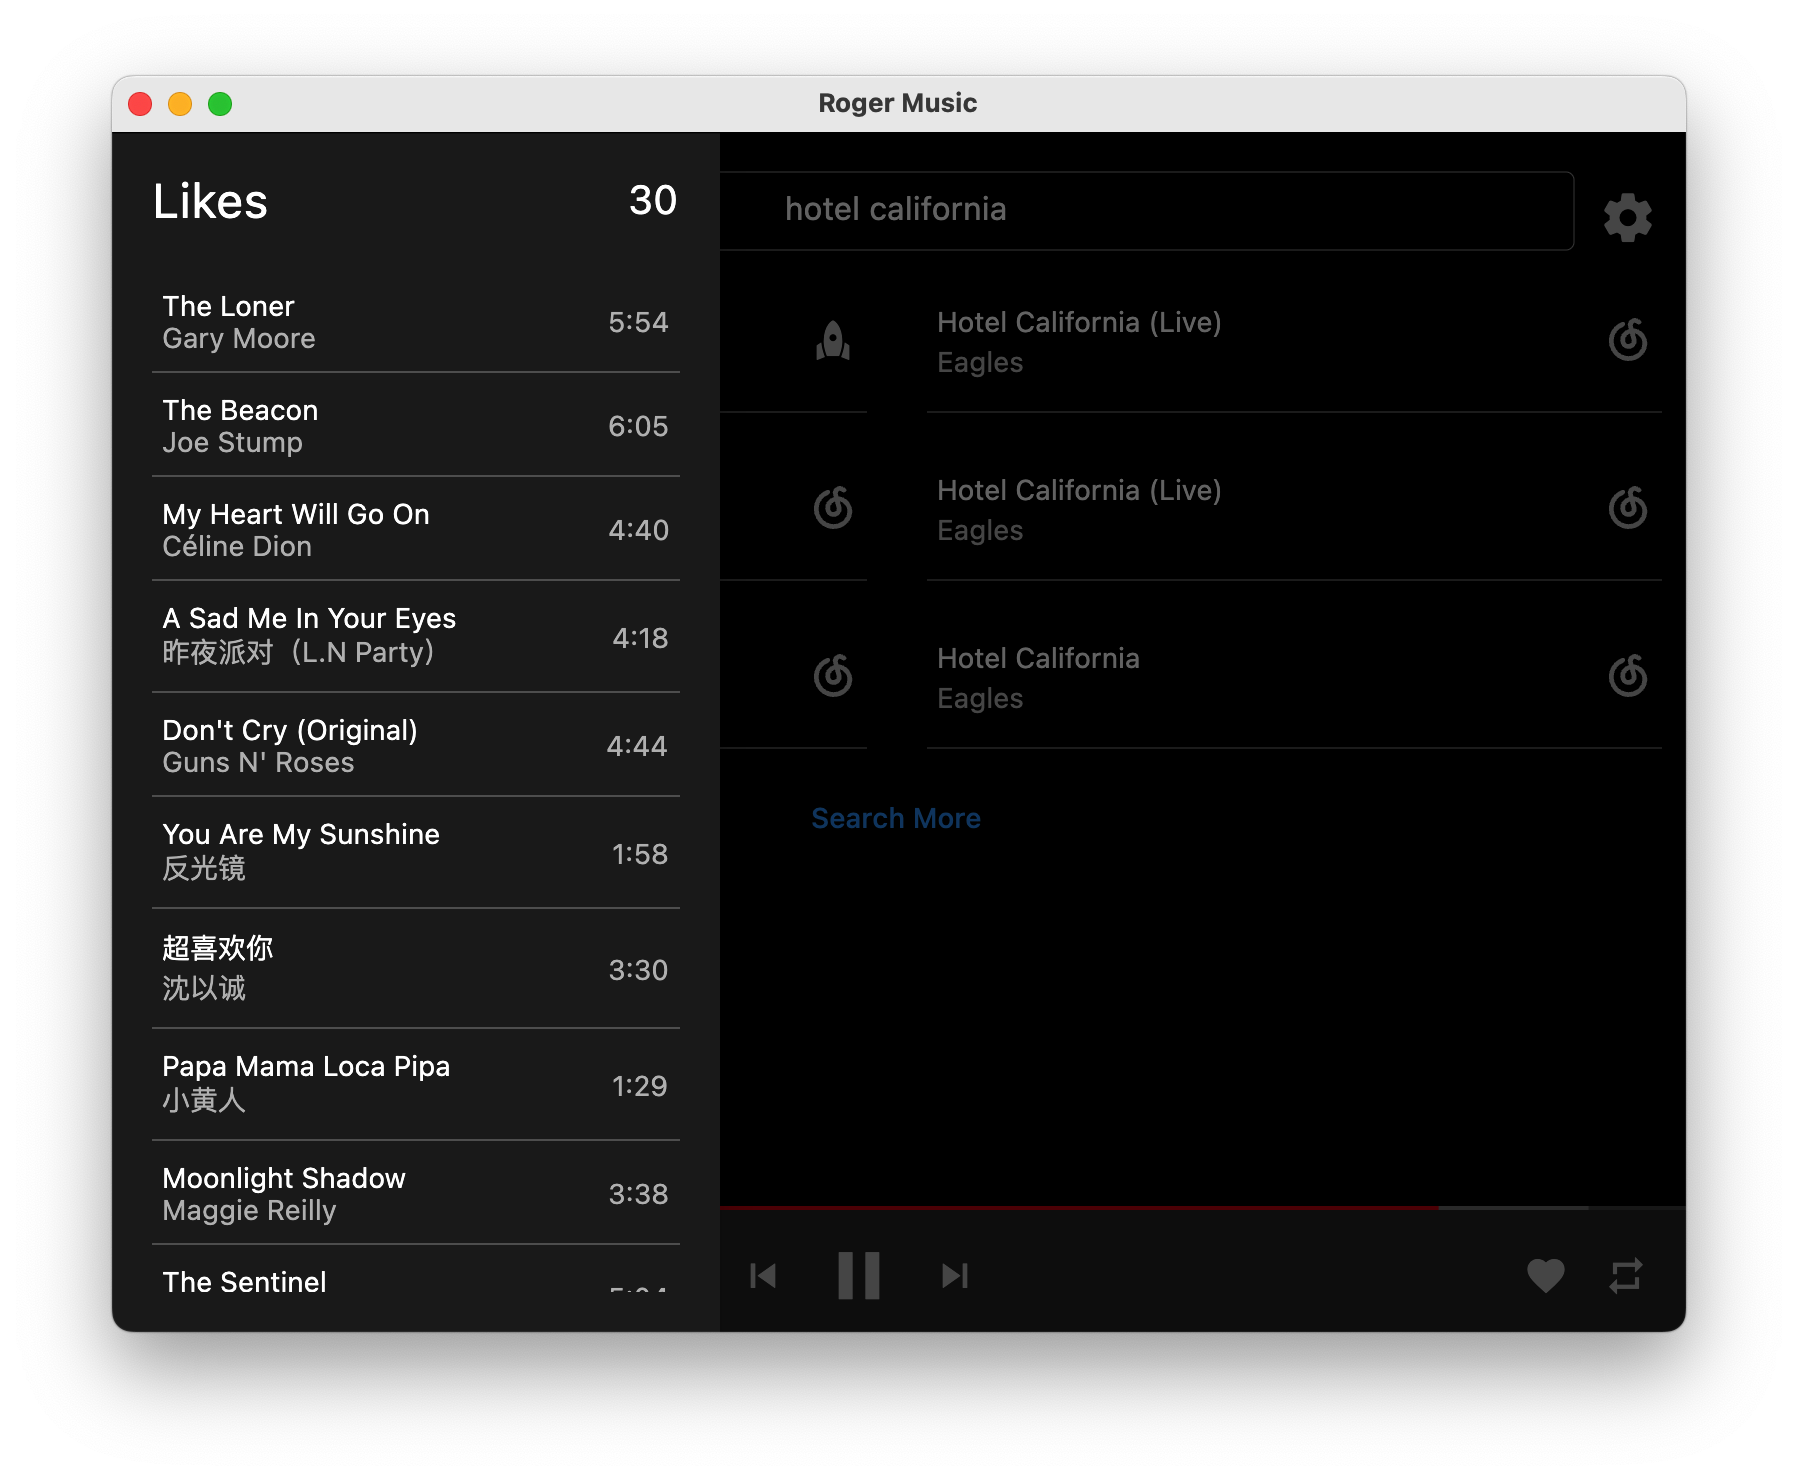 Roger Music
Likes 30
The Loner
Gary Moore
5:54
The Beacon
Joe Stump
6:05
My Heart Will Go On
Céline Dion
4:40
A Sad Me In Your Eyes
昨夜派对（L.N Party）
4:18
Don't Cry (Original)
Guns N' Roses
4:44
You Are My Sunshine
反光镜
1:58
超喜欢你
沈以诚
3:30
Papa Mama Loca Pipa
小黄人
1:29
Moonlight Shadow
Maggie Reilly
3:38
The Sentinel
hotel california
Hotel California (Live)
Eagles
Hotel California (Live)
Eagles
Hotel California
Eagles
Search More